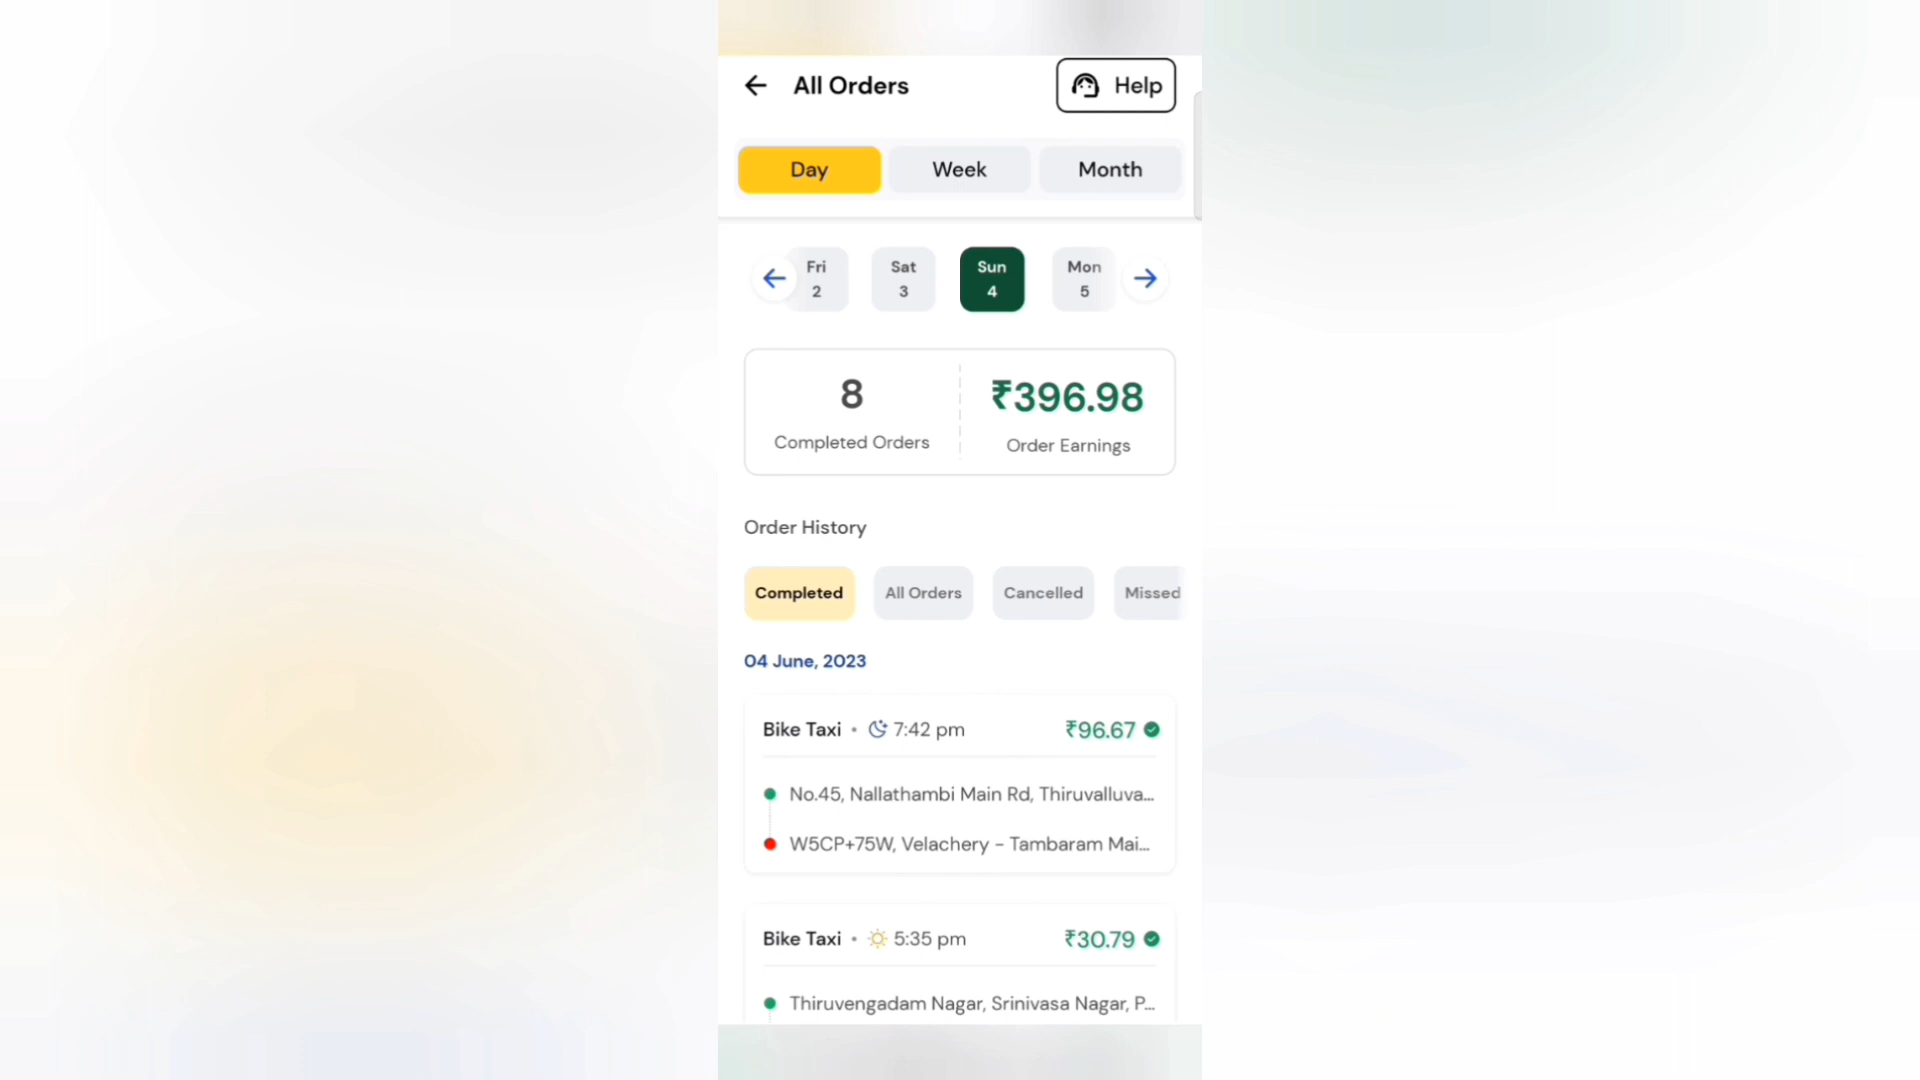 All Orders
Help
Day Week Month
Fri Sat Sun Mon
2 3 4 5
8 ₹396.98
Completed Orders Order Earnings
Order History
Completed All Orders Cancelled Missed
04 June, 2023
Bike Taxi • 7:42 pm ₹96.67
No.45, Nallathambi Main Rd, Thiruvalluva...
W5CP+75W, Velachery - Tambaram Mai...
Bike Taxi • 5:35 pm ₹30.79
Thiruvengadam Nagar, Srinivasa Nagar, P...